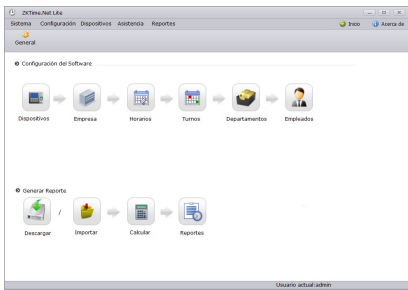 ZKTime.Net Lite
Sistema Configuración Dispositivos Asistencia Reportes Inicio Acerca de
General
Configuración del Software
Dispositivos Empresa Horarios Turnos Departamentos Empleados
Generar Reporte
/
Descargar Importar Calcular Reportes
Usuario actual:admin